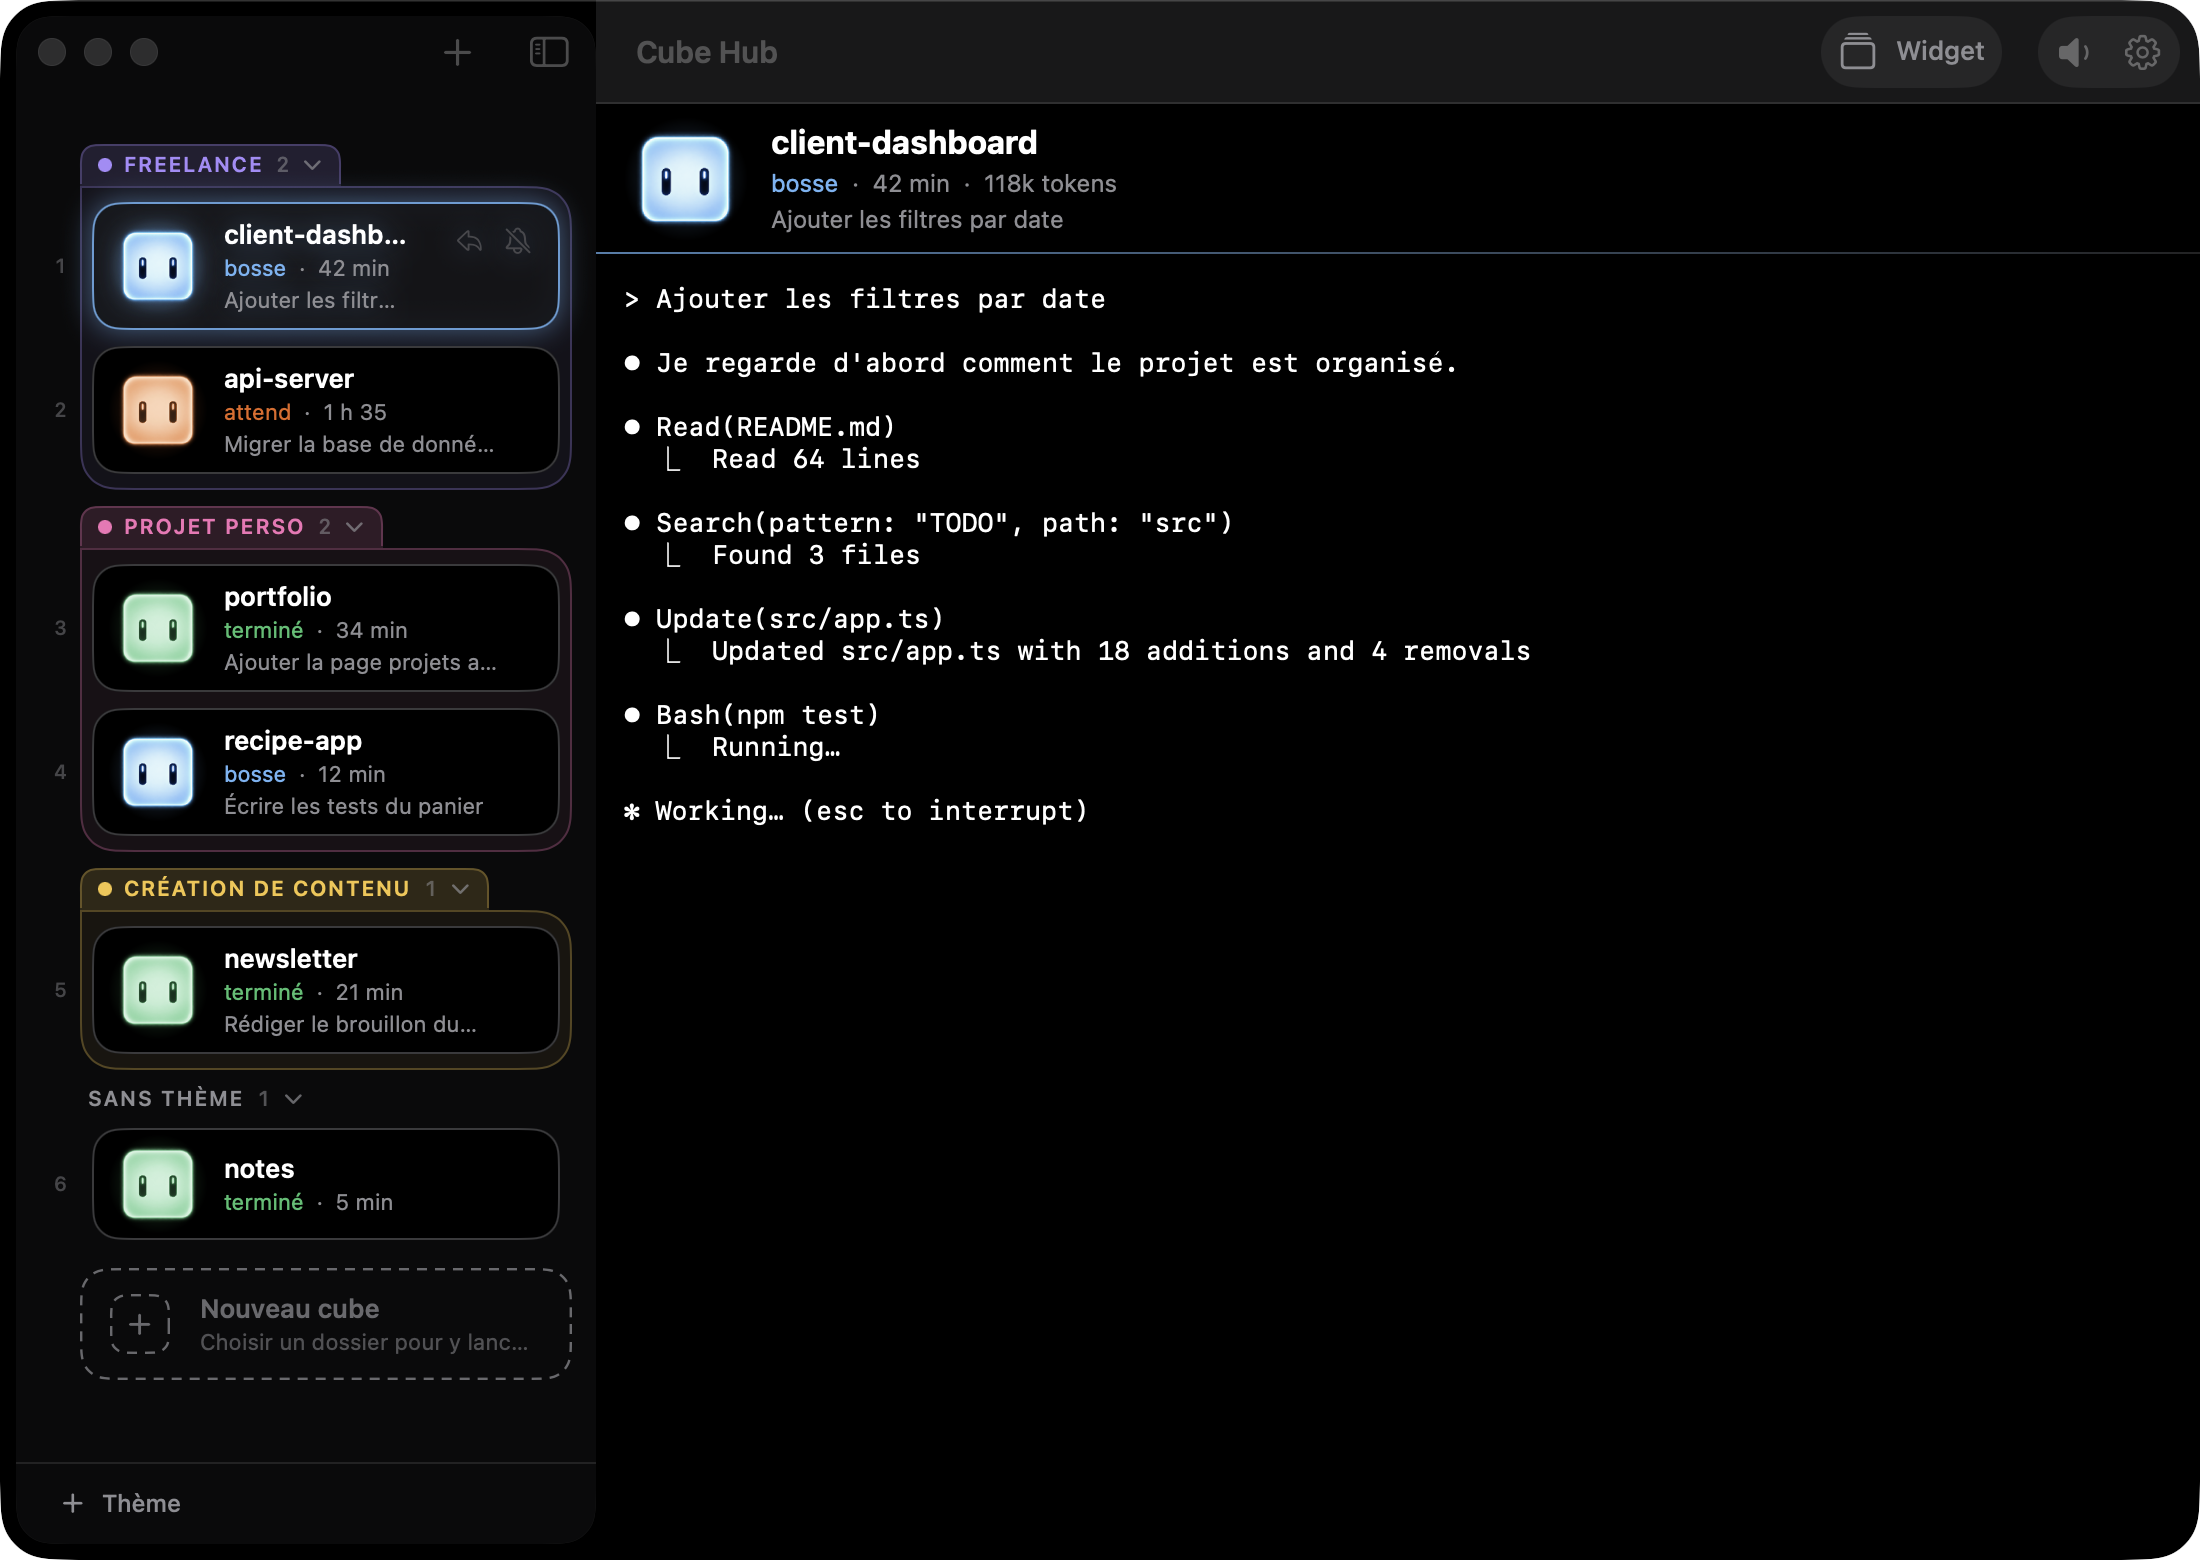 Cube Hub
Widget
FREELANCE 2
1
client-dashb...
bosse · 42 min
Ajouter les filtr...
2
api-server
attend · 1 h 35
Migrer la base de donné...
PROJET PERSO 2
3
portfolio
terminé · 34 min
Ajouter la page projets a...
4
recipe-app
bosse · 12 min
Écrire les tests du panier
CRÉATION DE CONTENU 1
5
newsletter
terminé · 21 min
Rédiger le brouillon du...
SANS THÈME 1
6
notes
terminé · 5 min
Nouveau cube
Choisir un dossier pour y lanc...
+ Thème
client-dashboard
bosse · 42 min · 118k tokens
Ajouter les filtres par date
> Ajouter les filtres par date
● Je regarde d'abord comment le projet est organisé.
● Read(README.md)
⎿ Read 64 lines
● Search(pattern: "TODO", path: "src")
⎿ Found 3 files
● Update(src/app.ts)
⎿ Updated src/app.ts with 18 additions and 4 removals
● Bash(npm test)
⎿ Running…
✻ Working… (esc to interrupt)